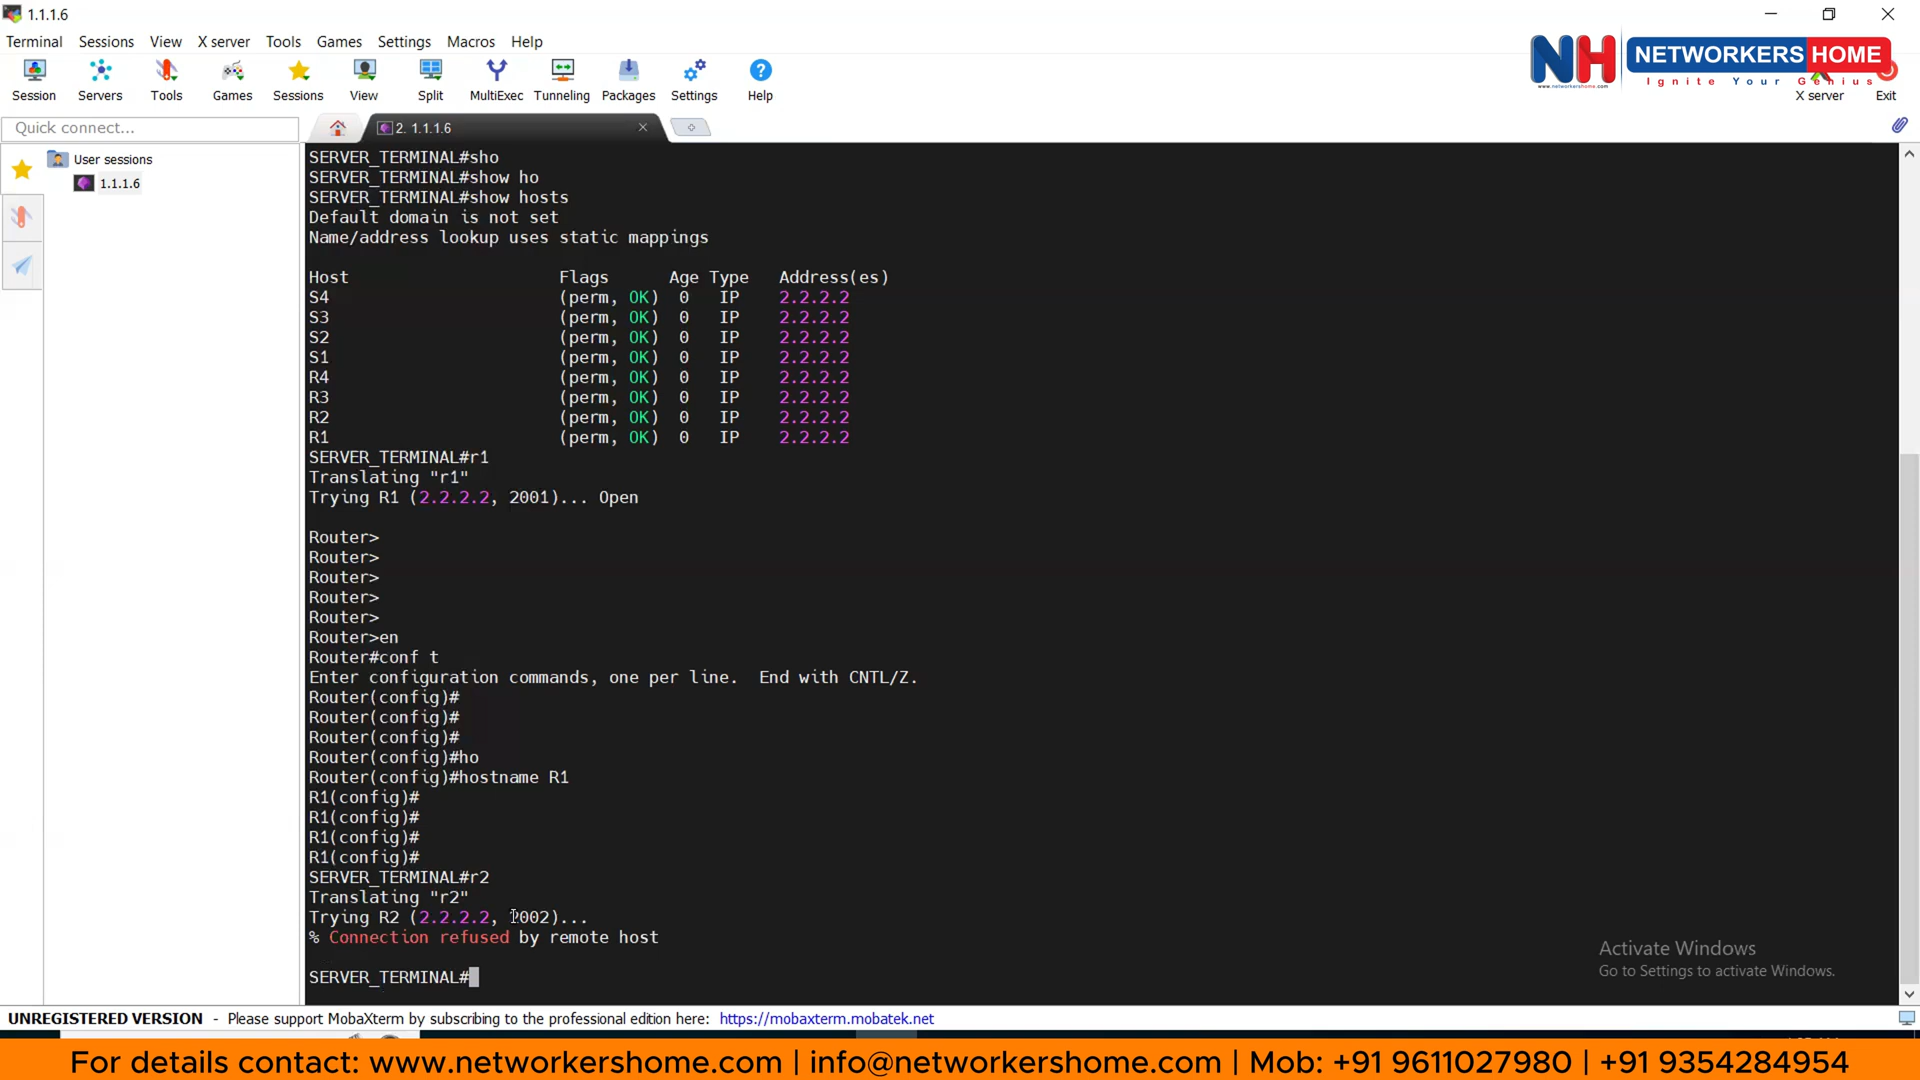 1.1.1.6
Terminal Sessions View X server Tools Games Settings Macros Help
Session Servers Tools Games Sessions View Split MultiExec Tunneling Packages Settings Help
NH NETWORKERS HOME
www.networkershome.com
Ignite Your Genius
X server Exit
Quick connect...
2. 1.1.1.6
User sessions
1.1.1.6
SERVER_TERMINAL#sho
SERVER_TERMINAL#show ho
SERVER_TERMINAL#show hosts
Default domain is not set
Name/address lookup uses static mappings
Host Flags Age Type Address(es)
S4 (perm, OK) 0 IP 2.2.2.2
S3 (perm, OK) 0 IP 2.2.2.2
S2 (perm, OK) 0 IP 2.2.2.2
S1 (perm, OK) 0 IP 2.2.2.2
R4 (perm, OK) 0 IP 2.2.2.2
R3 (perm, OK) 0 IP 2.2.2.2
R2 (perm, OK) 0 IP 2.2.2.2
R1 (perm, OK) 0 IP 2.2.2.2
SERVER_TERMINAL#r1
Translating "r1"
Trying R1 (2.2.2.2, 2001)... Open
Router>
Router>
Router>
Router>
Router>
Router>en
Router#conf t
Enter configuration commands, one per line.  End with CNTL/Z.
Router(config)#
Router(config)#
Router(config)#
Router(config)#ho
Router(config)#hostname R1
R1(config)#
R1(config)#
R1(config)#
R1(config)#
SERVER_TERMINAL#r2
Translating "r2"
Trying R2 (2.2.2.2, 2002)...
% Connection refused by remote host
SERVER_TERMINAL#
Activate Windows
Go to Settings to activate Windows.
UNREGISTERED VERSION - Please support MobaXterm by subscribing to the professional edition here: https://mobaxterm.mobatek.net
For details contact: www.networkershome.com | info@networkershome.com | Mob: +91 9611027980 | +91 9354284954